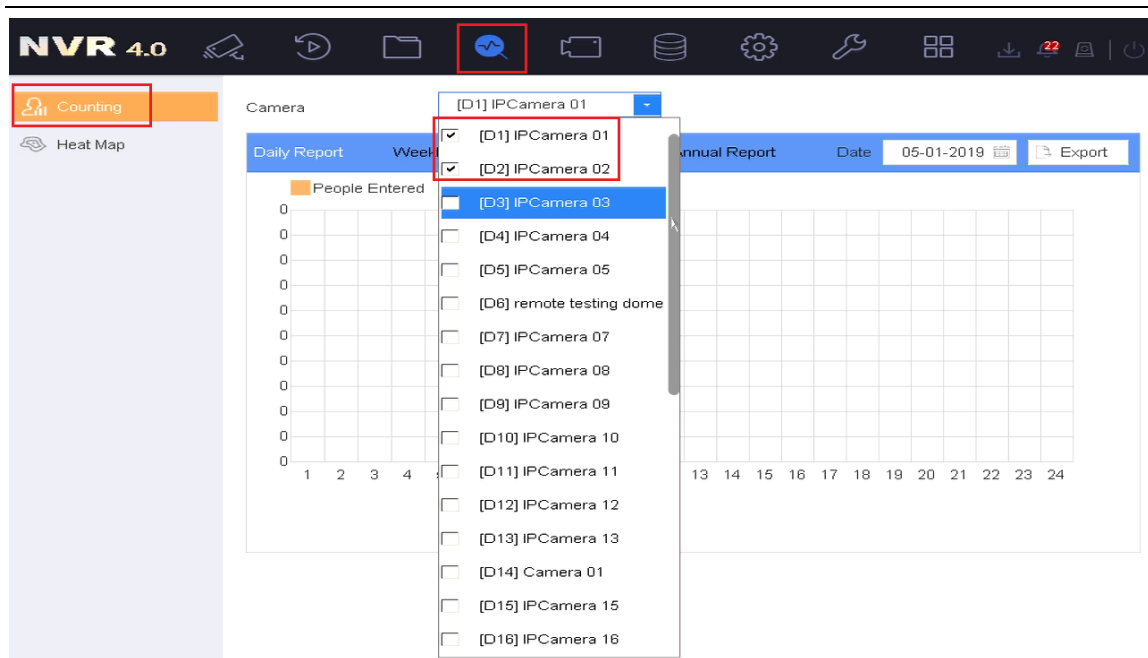 NVR 4.0
22
Counting
Heat Map
Camera
[D1] IPCamera 01
Daily Report Week Annual Report Date 05-01-2019 Export
People Entered
0
0
0
0
0
0
0
0
0
0
0
1 2 3 4 13 14 15 16 17 18 19 20 21 22 23 24
[D1] IPCamera 01
[D2] IPCamera 02
[D3] IPCamera 03
[D4] IPCamera 04
[D5] IPCamera 05
[D6] remote testing dome
[D7] IPCamera 07
[D8] IPCamera 08
[D9] IPCamera 09
[D10] IPCamera 10
[D11] IPCamera 11
[D12] IPCamera 12
[D13] IPCamera 13
[D14] Camera 01
[D15] IPCamera 15
[D16] IPCamera 16